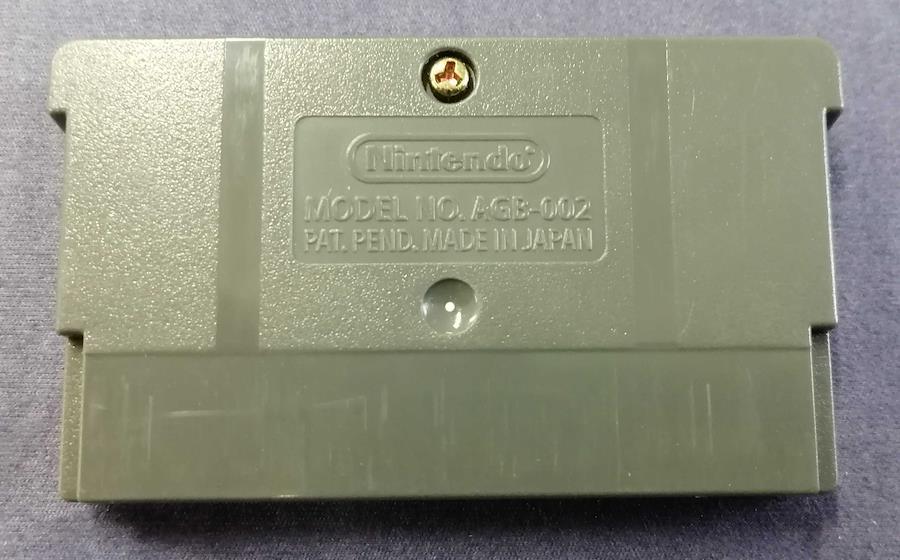 Nintendo
MODEL NO. AGB-002
PAT. PEND. MADE IN JAPAN